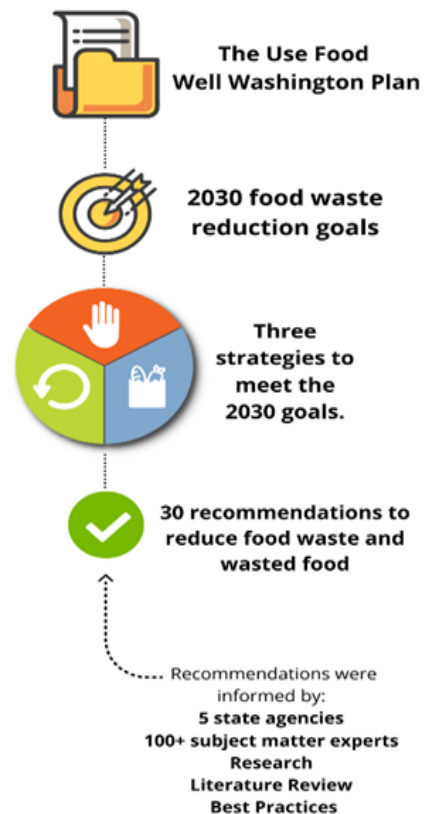 The Use Food
Well Washington Plan
2030 food waste
reduction goals
Three
strategies to
meet the
2030 goals.
30 recommendations to
reduce food waste and
wasted food
Recommendations were
informed by:
5 state agencies
100+ subject matter experts
Research
Literature Review
Best Practices